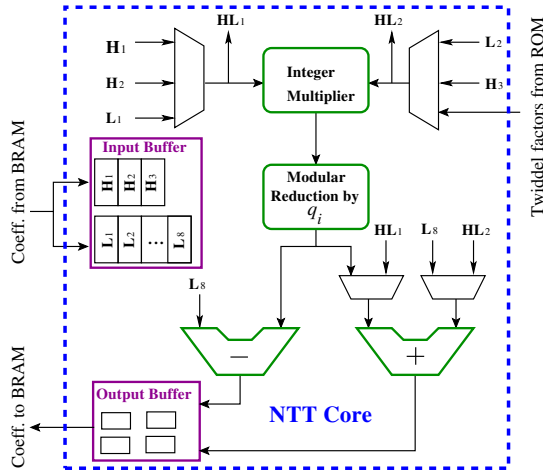 HL1
HL2
H1
H2
L1
Integer
Multiplier
L2
H3
Twiddel factors from ROM
Input Buffer
H1 H2 H3
L1 L2 ... L8
Coeff. from BRAM
Modular
Reduction by
qi
HL1
L8
HL2
L8
−
+
Output Buffer
NTT Core
Coeff. to BRAM